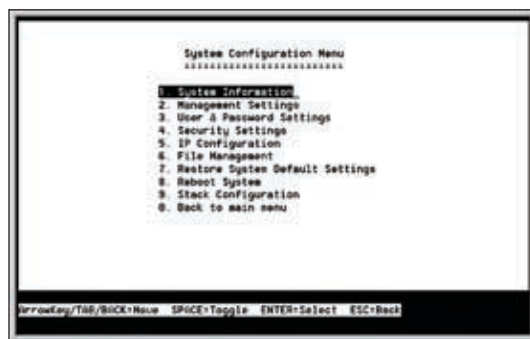 System Configuration Menu
=========================
1. System Information
2. Management Settings
3. User & Password Settings
4. Security Settings
5. IP Configuration
6. File Management
7. Restore System Default Settings
8. Reboot System
9. Stack Configuration
0. Back to main menu
ArrowKey/TAB/BACK=Move SPACE=Toggle ENTER=Select ESC=Back